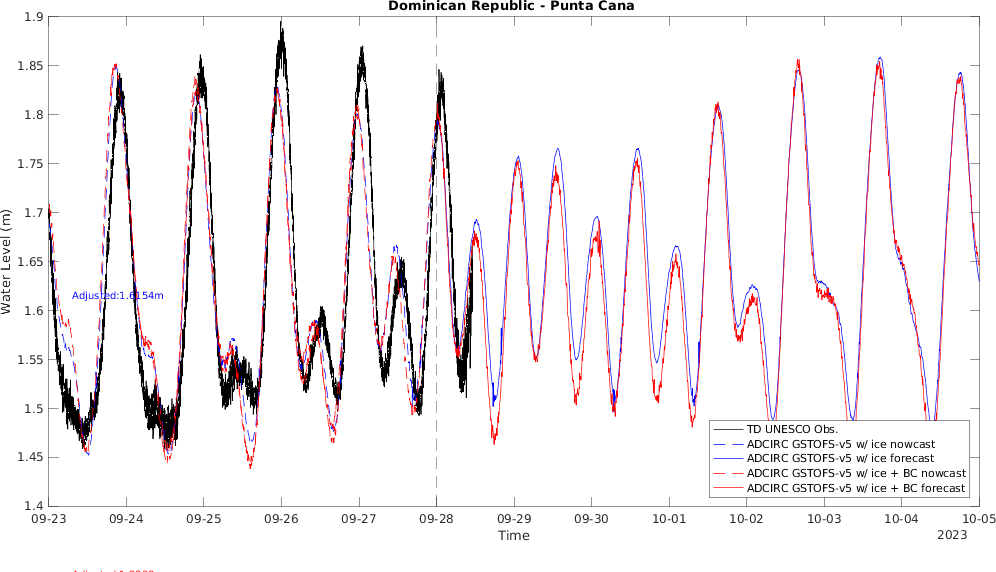 Dominican Republic - Punta Cana
1.9
1.85
1.8
1.75
1.7
1.65
1.6
1.55
1.5
1.45
1.4
Water Level (m)
Adjusted:1.6154m
TD UNESCO Obs.
ADCIRC GSTOFS-v5 w/ ice nowcast
ADCIRC GSTOFS-v5 w/ ice forecast
ADCIRC GSTOFS-v5 w/ ice + BC nowcast
ADCIRC GSTOFS-v5 w/ ice + BC forecast
09-23 09-24 09-25 09-26 09-27 09-28 09-29 09-30 10-01 10-02 10-03 10-04 10-05
Time
2023